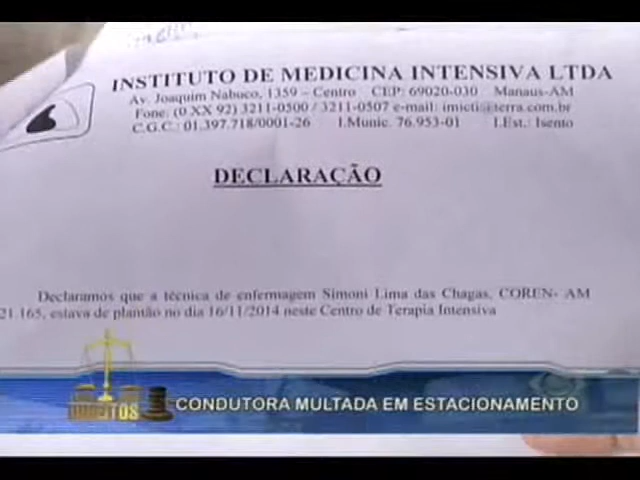 INSTITUTO DE MEDICINA INTENSIVA LTDA
Av. Joaquim Nabuco, 1359 – Centro CEP: 69020-030 Manaus-AM
Fone: (0 XX 92) 3211-0500 / 3211-0507 e-mail: imicti@terra.com.br
C.G.C.: 01.397.718/0001-26 I.Munic. 76.953-01 I.Est.: Isento
DECLARAÇÃO
Declaramos que a técnica de enfermagem Simoni Lima das Chagas, COREN- AM
21.165, estava de plantão no dia 16/11/2014 neste Centro de Terapia Intensiva
DIREITOS
CONDUTORA MULTADA EM ESTACIONAMENTO